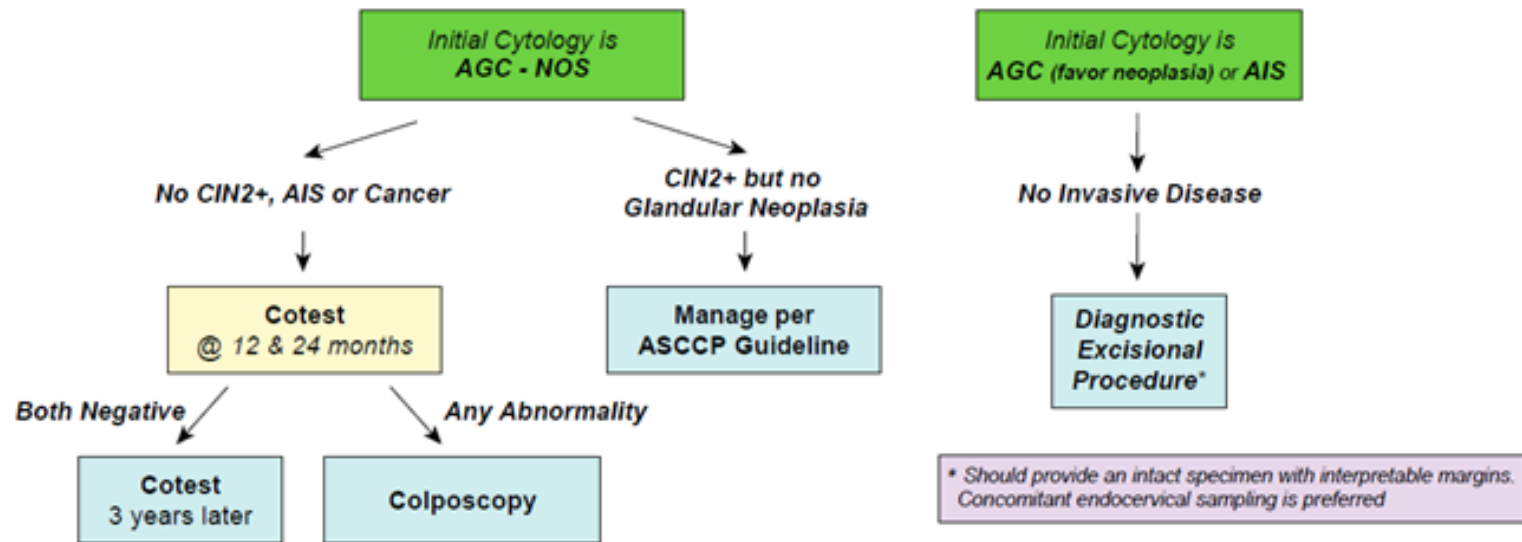 Initial Cytology is
AGC - NOS
Initial Cytology is
AGC (favor neoplasia) or AIS
No CIN2+, AIS or Cancer
CIN2+ but no
Glandular Neoplasia
No Invasive Disease
Cotest
@ 12 & 24 months
Manage per
ASCCP Guideline
Diagnostic
Excisional
Procedure*
Both Negative
Any Abnormality
Cotest
3 years later
Colposcopy
* Should provide an intact specimen with interpretable margins.
Concomitant endocervical sampling is preferred